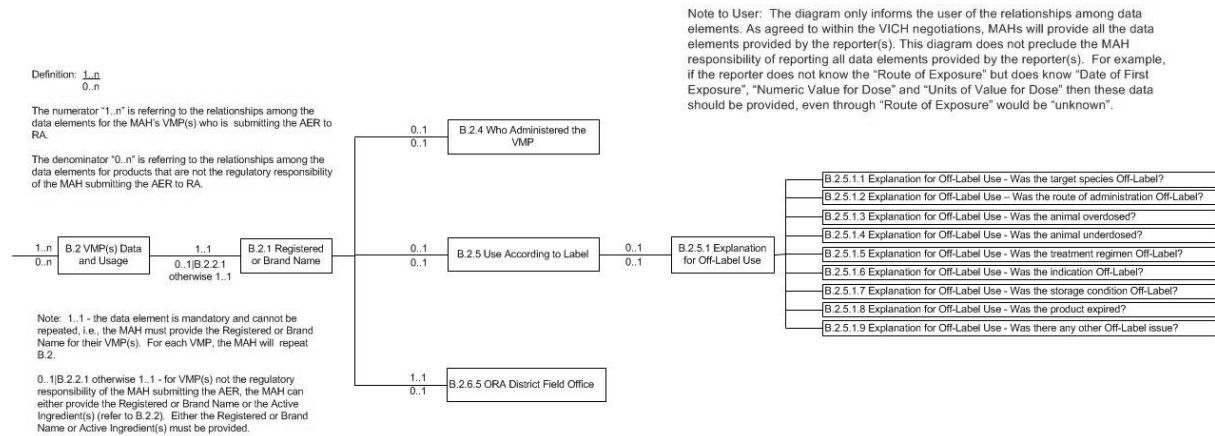 Note to User:  The diagram only informs the user of the relationships among data
elements. As agreed to within the VICH negotiations, MAHs will provide all the data
elements provided by the reporter(s). This diagram does not preclude the MAH
responsibility of reporting all data elements provided by the reporter(s).  For example,
if the reporter does not know the “Route of Exposure” but does know “Date of First
Exposure”, “Numeric Value for Dose” and “Units of Value for Dose” then these data
should be provided, even through “Route of Exposure” would be “unknown”.
Definition:  1..n
0..n
The numerator “1..n” is referring to the relationships among the
data elements for the MAH’s VMP(s) who is  submitting the AER to
RA.
The denominator “0..n” is referring to the relationships among the
data elements for products that are not the regulatory responsibility
of the MAH submitting the AER to RA.
1..n
0..n
B.2 VMP(s) Data
and Usage
1..1
0..1|B.2.2.1
otherwise 1..1
B.2.1 Registered
or Brand Name
0..1
0..1
B.2.4 Who Administered the
VMP
0..1
0..1
B.2.5 Use According to Label
0..1
0..1
B.2.5.1 Explanation
for Off-Label Use
B.2.5.1.1 Explanation for Off-Label Use - Was the target species Off-Label?
B.2.5.1.2 Explanation for Off-Label Use – Was the route of administration Off-Label?
B.2.5.1.3 Explanation for Off-Label Use - Was the animal overdosed?
B.2.5.1.4 Explanation for Off-Label Use - Was the animal underdosed?
B.2.5.1.5 Explanation for Off-Label Use - Was the treatment regimen Off-Label?
B.2.5.1.6 Explanation for Off-Label Use - Was the indication Off-Label?
B.2.5.1.7 Explanation for Off-Label Use - Was the storage condition Off-Label?
B.2.5.1.8 Explanation for Off-Label Use - Was the product expired?
B.2.5.1.9 Explanation for Off-Label Use - Was there any other Off-Label issue?
1..1
0..1
B.2.6.5 ORA District Field Office
Note:  1..1 - the data element is mandatory and cannot be
repeated, i.e., the MAH must provide the Registered or Brand
Name for their VMP(s).  For each VMP, the MAH will  repeat
B.2.
0..1|B.2.2.1 otherwise 1..1 - for VMP(s) not the regulatory
responsibility of the MAH submitting the AER, the MAH can
either provide the Registered or Brand Name or the Active
Ingredient(s) (refer to B.2.2).  Either the Registered or Brand
Name or Active Ingredient(s) must be provided.